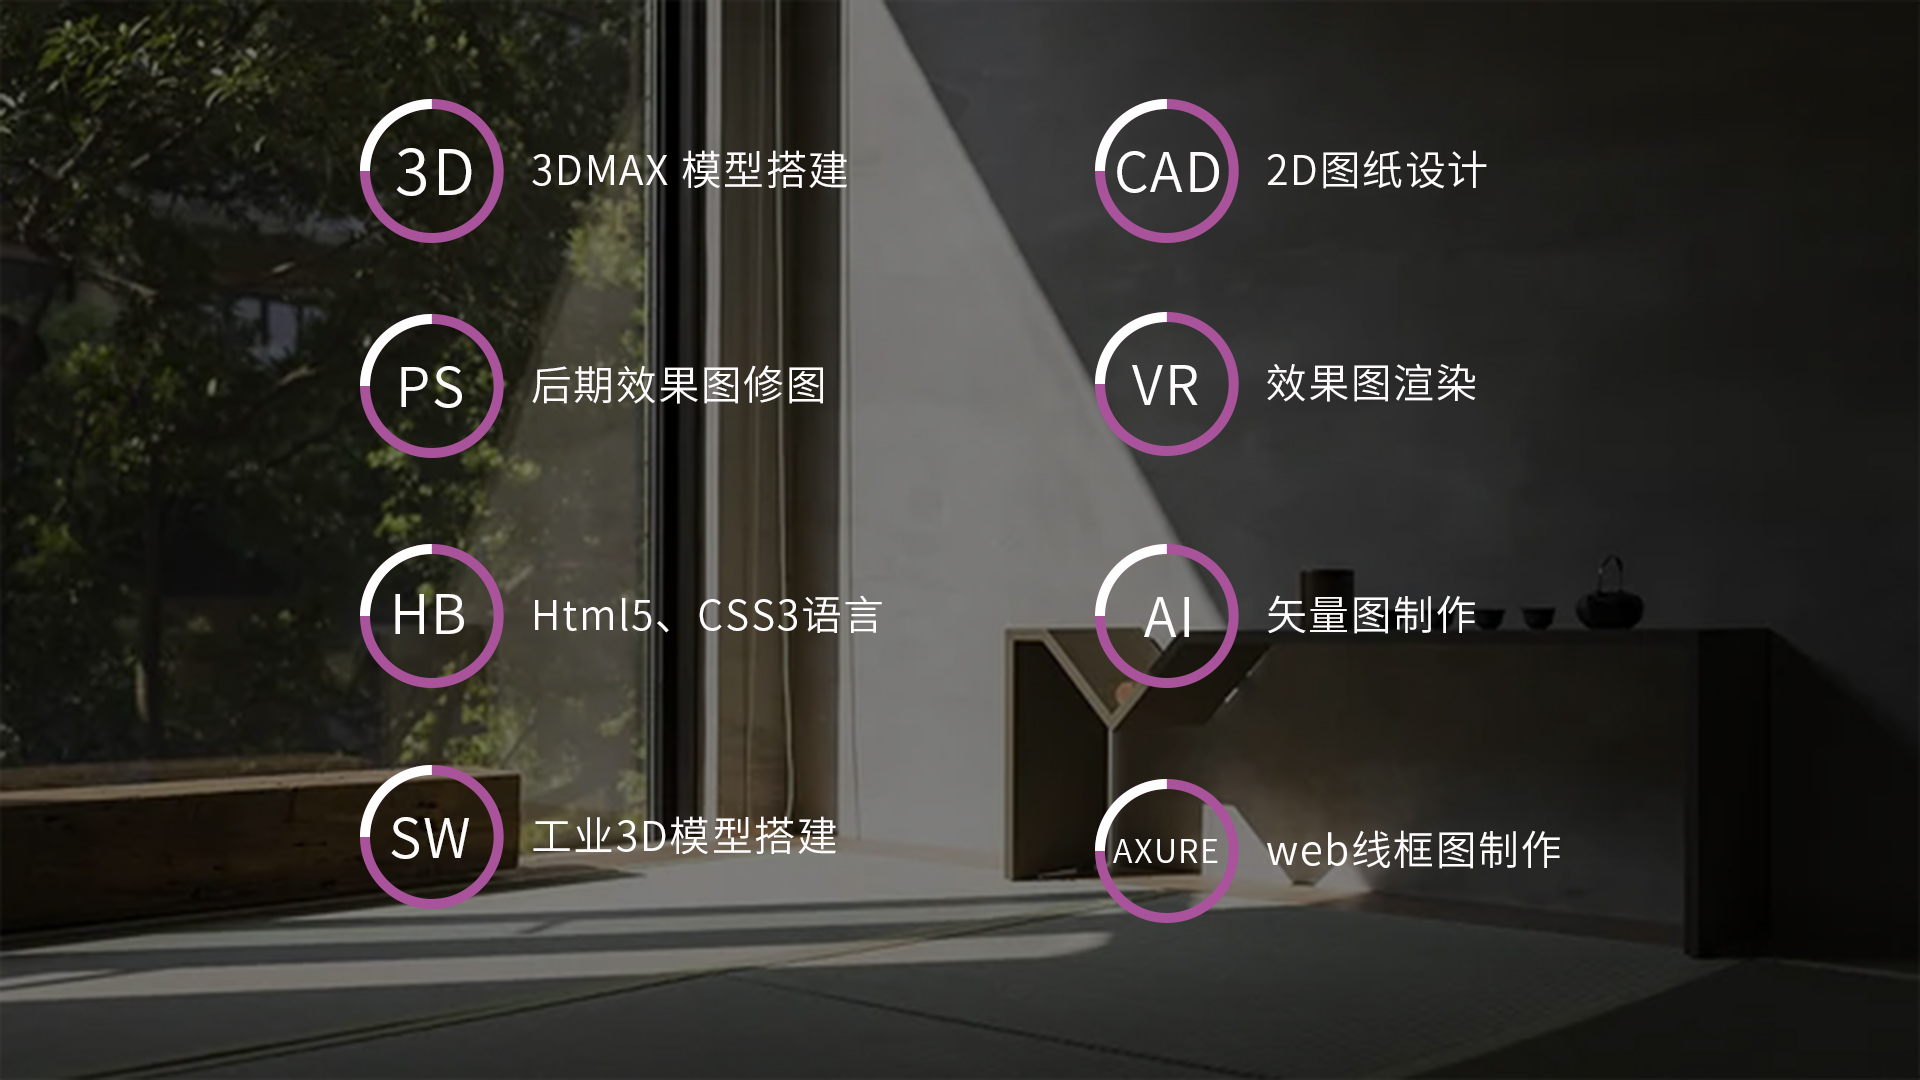 3D 3DMAX 模型搭建
CAD 2D图纸设计
PS 后期效果图修图
VR 效果图渲染
HB Html5、CSS3语言
AI 矢量图制作
SW 工业3D模型搭建
AXURE web线框图制作